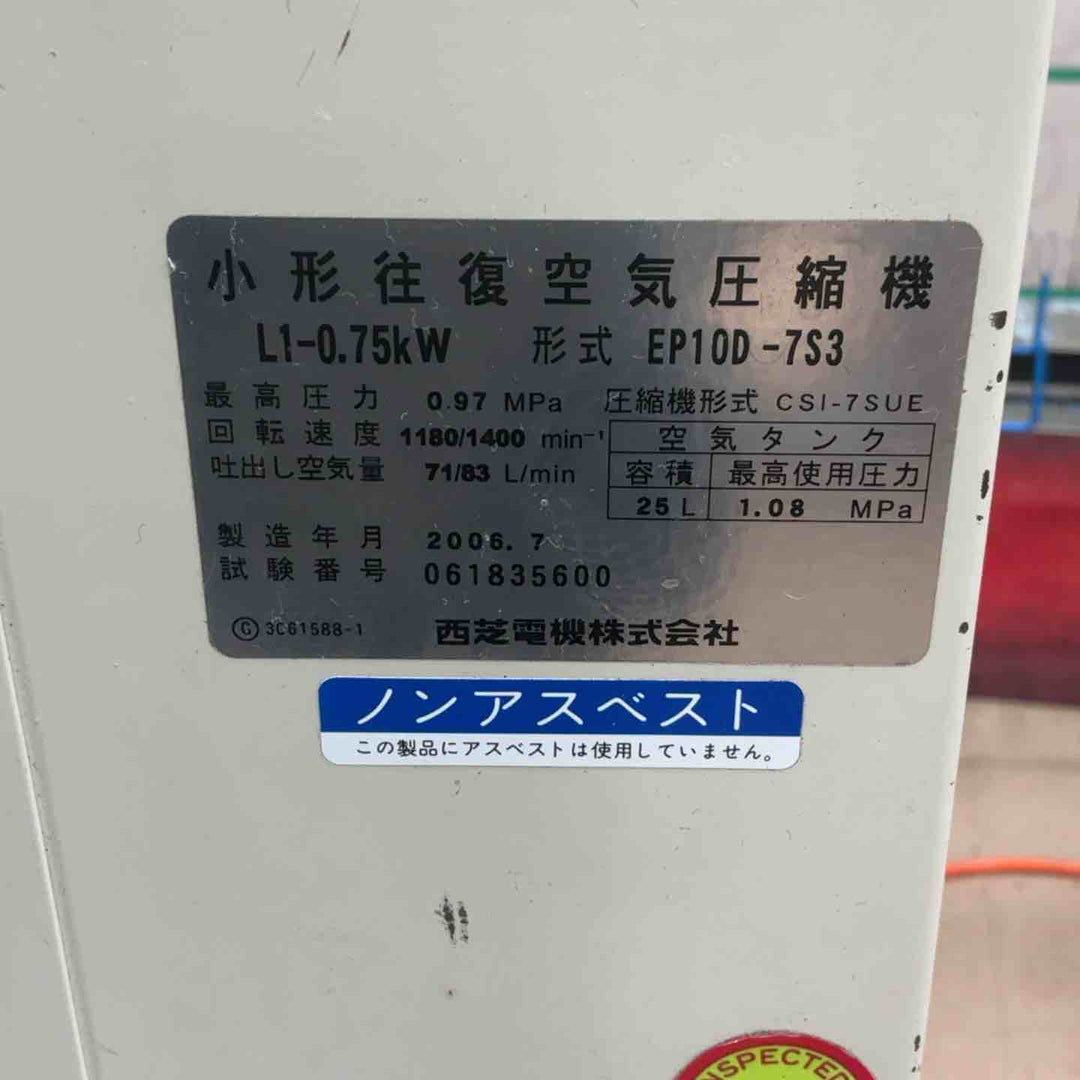 小形往復空気圧縮機
L1-0.75kW 形式 EP10D-7S3
最高圧力 0.97 MPa 圧縮機形式 CSI-7SUE
回転速度 1180/1400 min⁻¹
吐出し空気量 71/83 L/min
空気タンク
容積 最高使用圧力
25L 1.08 MPa
製造年月 2006.7
試験番号 061835600
Ⓖ 3C61588-1 西芝電機株式会社
ノンアスベスト
この製品にアスベストは使用していません。
INSPECTED